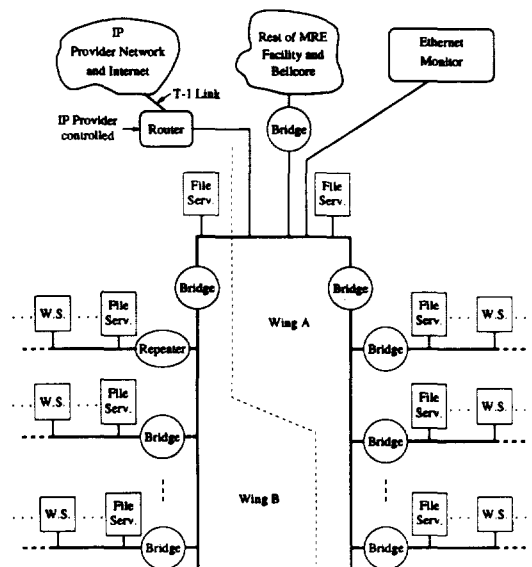 IP
Provider Network
and Internet
Rest of MRE
Facility and
Bellcore
Ethernet
Monitor
T-1 Link
IP Provider
controlled
Router
Bridge
File
Serv.
File
Serv.
Bridge
Bridge
Wing A
W.S.
File
Serv.
Repeater
Bridge
File
Serv.
W.S.
W.S.
File
Serv.
Bridge
Bridge
File
Serv.
W.S.
Wing B
W.S.
File
Serv.
Bridge
Bridge
File
Serv.
W.S.